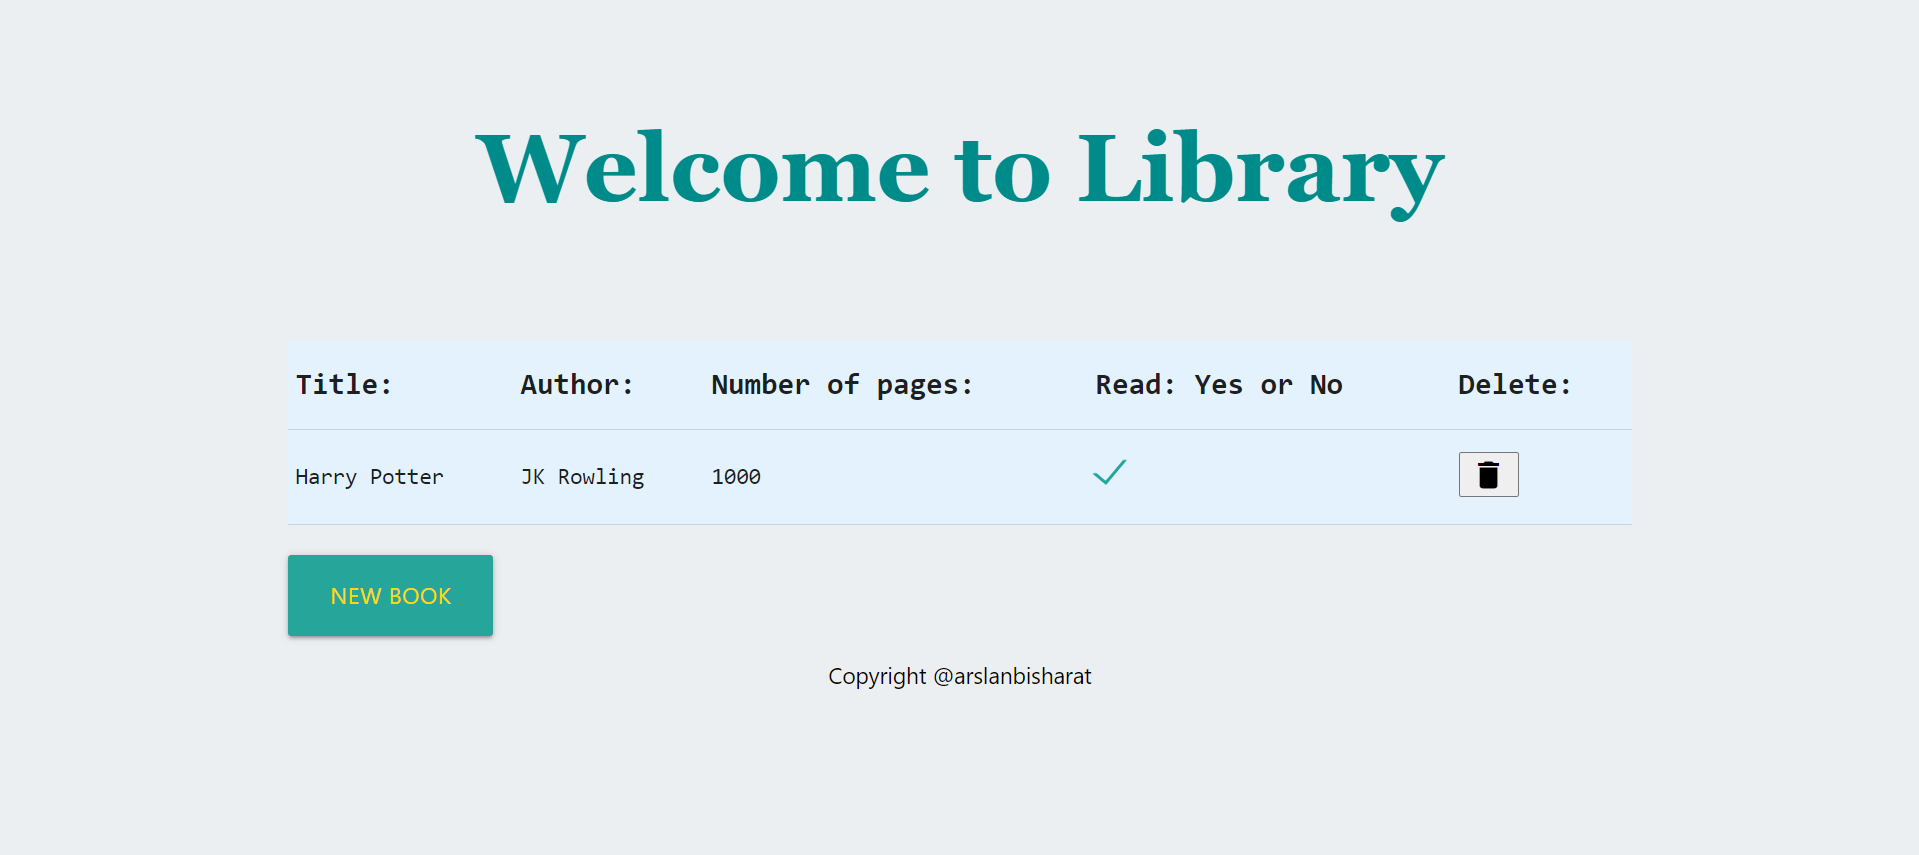 Welcome to Library
Title: Author: Number of pages: Read: Yes or No Delete:
Harry Potter JK Rowling 1000
NEW BOOK
Copyright @arslanbisharat